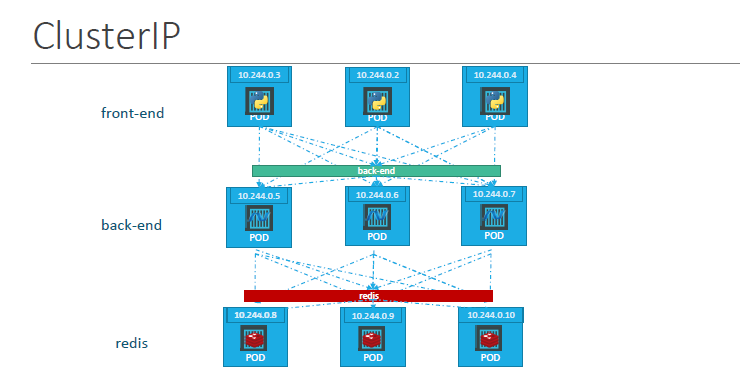 ClusterIP
10.244.0.3 10.244.0.2 10.244.0.4
front-end
POD POD POD
back-end
10.244.0.5 10.244.0.6 10.244.0.7
back-end
POD POD POD
redis
10.244.0.8 10.244.0.9 10.244.0.10
redis
POD POD POD